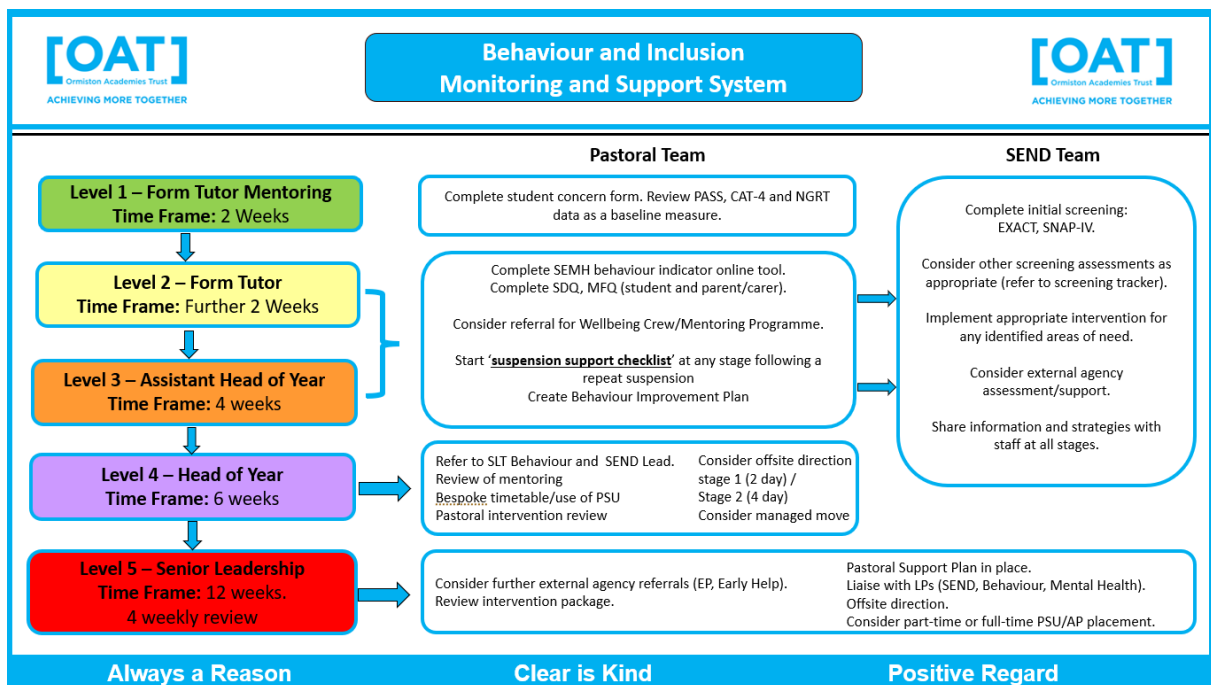 [OAT]
Ormiston Academies Trust
ACHIEVING MORE TOGETHER
Behaviour and Inclusion
Monitoring and Support System
[OAT]
Ormiston Academies Trust
ACHIEVING MORE TOGETHER
Pastoral Team
SEND Team
Level 1 – Form Tutor Mentoring
Time Frame: 2 Weeks
Complete student concern form. Review PASS, CAT-4 and NGRT
data as a baseline measure.
Level 2 – Form Tutor
Time Frame: Further 2 Weeks
Level 3 – Assistant Head of Year
Time Frame: 4 weeks
Complete SEMH behaviour indicator online tool.
Complete SDQ, MFQ (student and parent/carer).
Consider referral for Wellbeing Crew/Mentoring Programme.
Start ‘suspension support checklist’ at any stage following a
repeat suspension
Create Behaviour Improvement Plan
Complete initial screening:
EXACT, SNAP-IV.
Consider other screening assessments as
appropriate (refer to screening tracker).
Implement appropriate intervention for
any identified areas of need.
Consider external agency
assessment/support.
Share information and strategies with
staff at all stages.
Level 4 – Head of Year
Time Frame: 6 weeks
Refer to SLT Behaviour and SEND Lead.
Review of mentoring
Bespoke timetable/use of PSU
Pastoral intervention review
Consider offsite direction
stage 1 (2 day) /
Stage 2 (4 day)
Consider managed move
Level 5 – Senior Leadership
Time Frame: 12 weeks.
4 weekly review
Consider further external agency referrals (EP, Early Help).
Review intervention package.
Pastoral Support Plan in place.
Liaise with LPs (SEND, Behaviour, Mental Health).
Offsite direction.
Consider part-time or full-time PSU/AP placement.
Always a Reason
Clear is Kind
Positive Regard